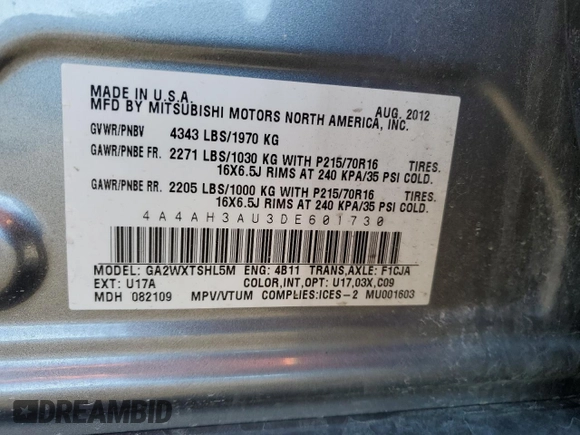 MADE IN U.S.A.
AUG. 2012
MFD BY MITSUBISHI MOTORS NORTH AMERICA, INC.
GVWR/PNBV 4343 LBS/1970 KG
GAWR/PNBE FR. 2271 LBS/1030 KG WITH P215/70R16 TIRES.
16X6.5J RIMS AT 240 KPA/35 PSI COLD.
GAWR/PNBE RR. 2205 LBS/1000 KG WITH P215/70R16 TIRES.
16X6.5J RIMS AT 240 KPA/35 PSI COLD.
4A4AH3AU3DE601730
MODEL: GA2WXTSHL5M ENG: 4B11 TRANS,AXLE: F1CJA
EXT: U17A COLOR,INT,OPT: U17,03X,C09
MDH 082109 MPV/VTUM COMPLIES:ICES-2 MU001603
DREAMBID